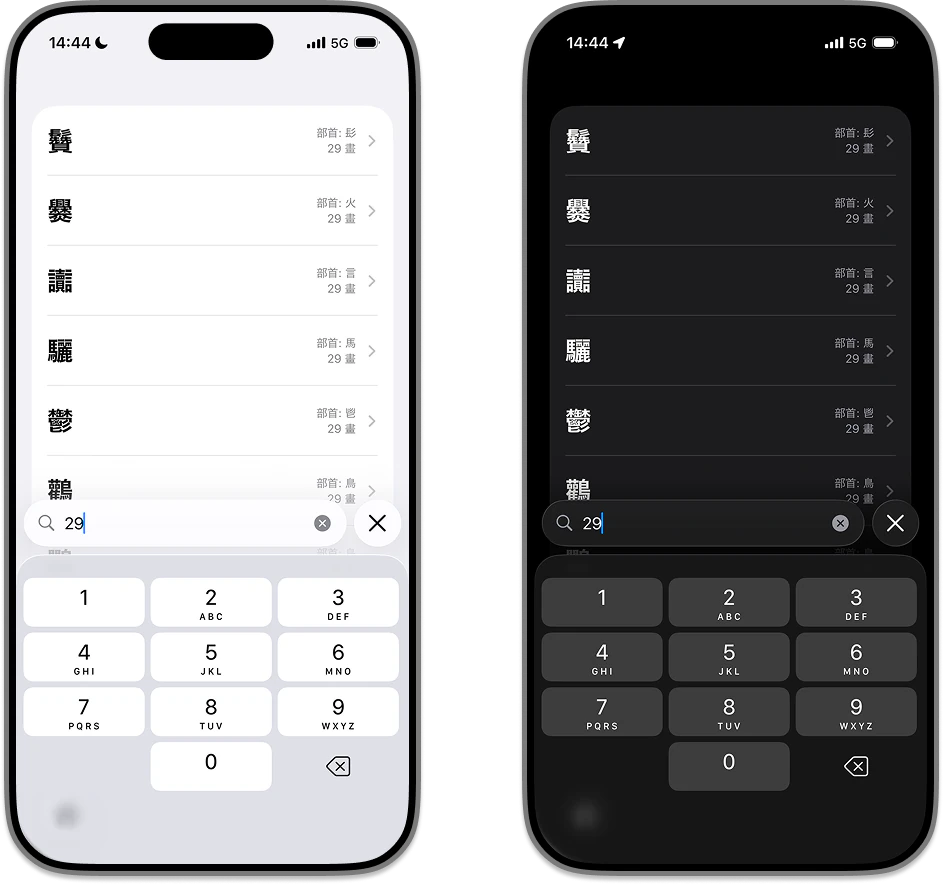 14:44 5G
䰖 部首: 髟
29 畫
爨 部首: 火
29 畫
讟 部首: 言
29 畫
驪 部首: 馬
29 畫
鬱 部首: 鬯
29 畫
鸛 部首: 鳥
29 畫
29
1 2 3
ABC DEF
4 5 6
GHI JKL MNO
7 8 9
PQRS TUV WXYZ
0
14:44 5G
䰖 部首: 髟
29 畫
爨 部首: 火
29 畫
讟 部首: 言
29 畫
驪 部首: 馬
29 畫
鬱 部首: 鬯
29 畫
鸛 部首: 鳥
29 畫
29
1 2 3
ABC DEF
4 5 6
GHI JKL MNO
7 8 9
PQRS TUV WXYZ
0